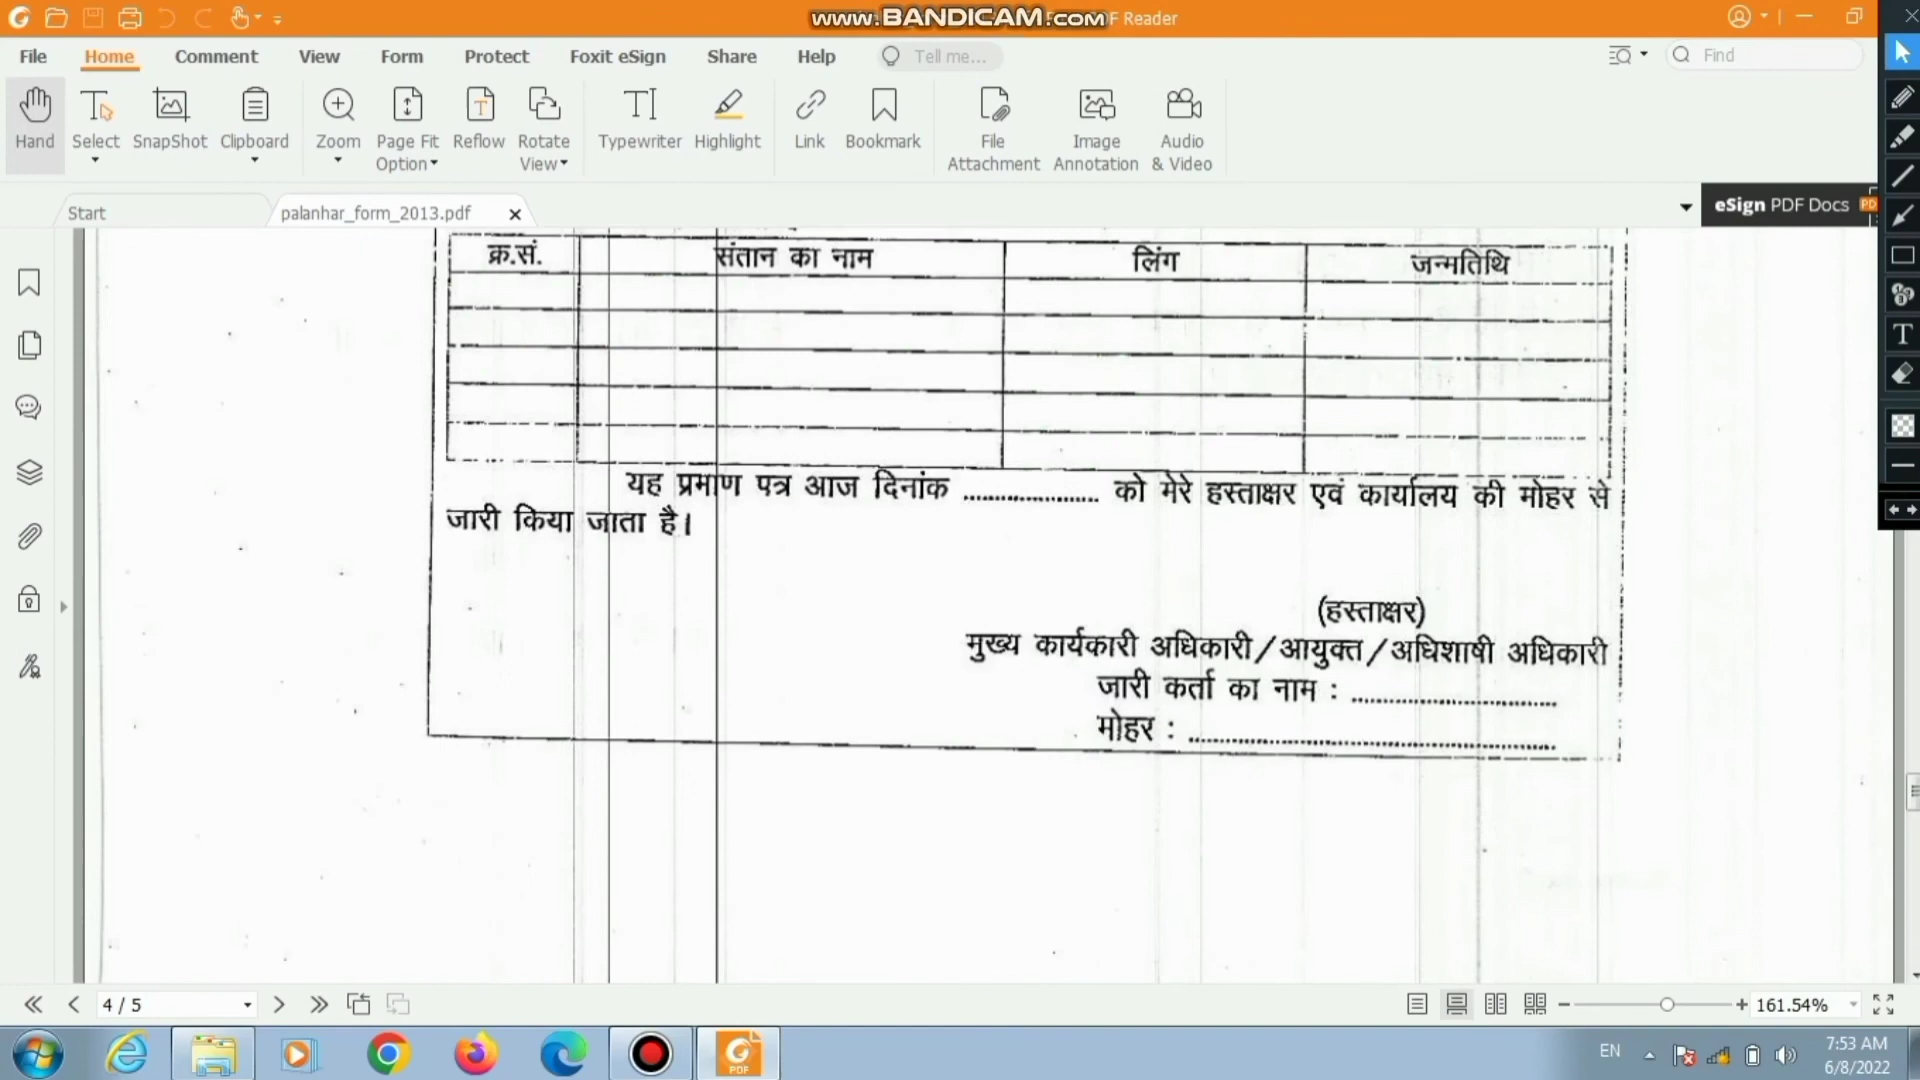 www.BANDICAM.com
F Reader
File Home Comment View Form Protect Foxit eSign Share Help Tell me... Find
Hand Select SnapShot Clipboard Zoom Page Fit Option Reflow Rotate View Typewriter Highlight Link Bookmark File Attachment Image Annotation Audio & Video
Start palanhar_form_2013.pdf eSign PDF Docs
क्र.सं. संतान का नाम लिंग जन्मतिथि
यह प्रमाण पत्र आज दिनांक ..................... को मेरे हस्ताक्षर एवं कार्यालय की मोहर से
जारी किया जाता है।
(हस्ताक्षर)
मुख्य कार्यकारी अधिकारी/आयुक्त/अधिशाषी अधिकारी
जारी कर्ता का नाम : ................................
मोहर : .........................................................
4 / 5 161.54%
EN 7:53 AM
6/8/2022